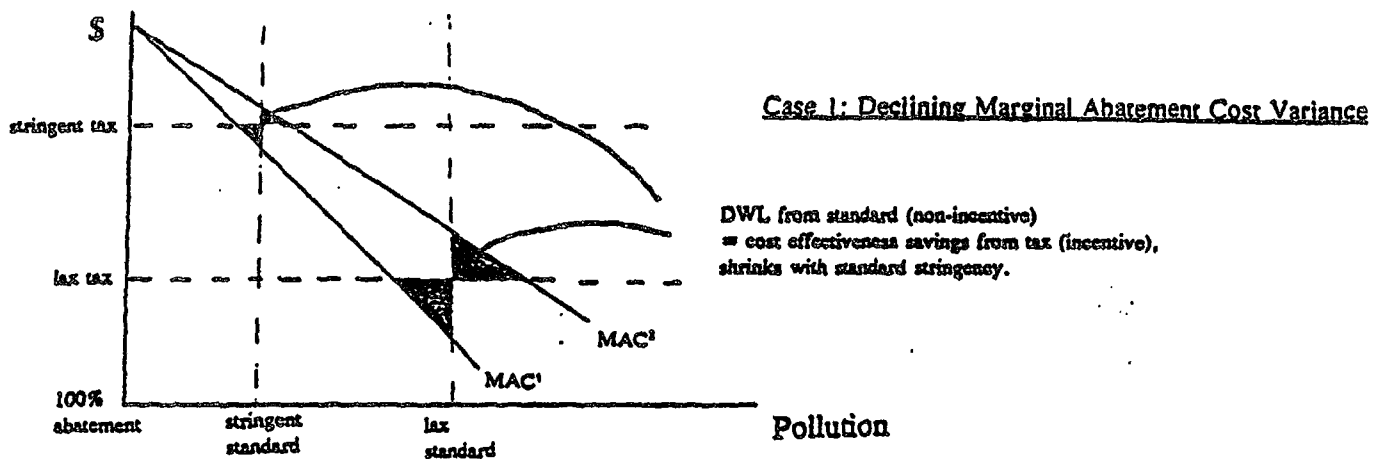 $
Case 1: Declining Marginal Abatement Cost Variance
stringent tax
DWL from standard (non-incentive)
= cost effectiveness savings from tax (incentive),
shrinks with standard stringency.
lax tax
MAC²
MAC¹
100%
abatement
stringent
standard
lax
standard
Pollution